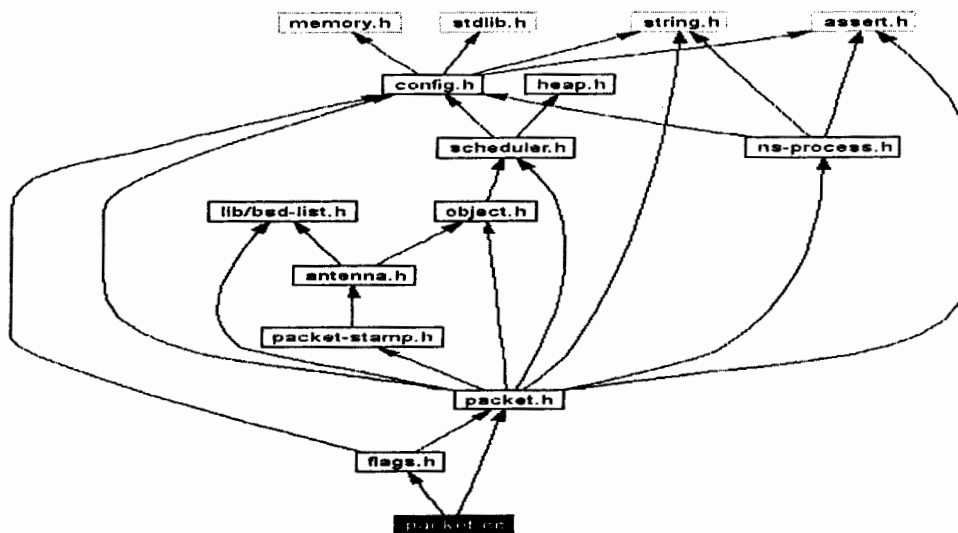 memory.h
stdlib.h
string.h
assert.h
config.h
heap.h
scheduler.h
ns-process.h
lib/bsd-list.h
object.h
antenna.h
packet-stamp.h
packet.h
flags.h
packet.cc